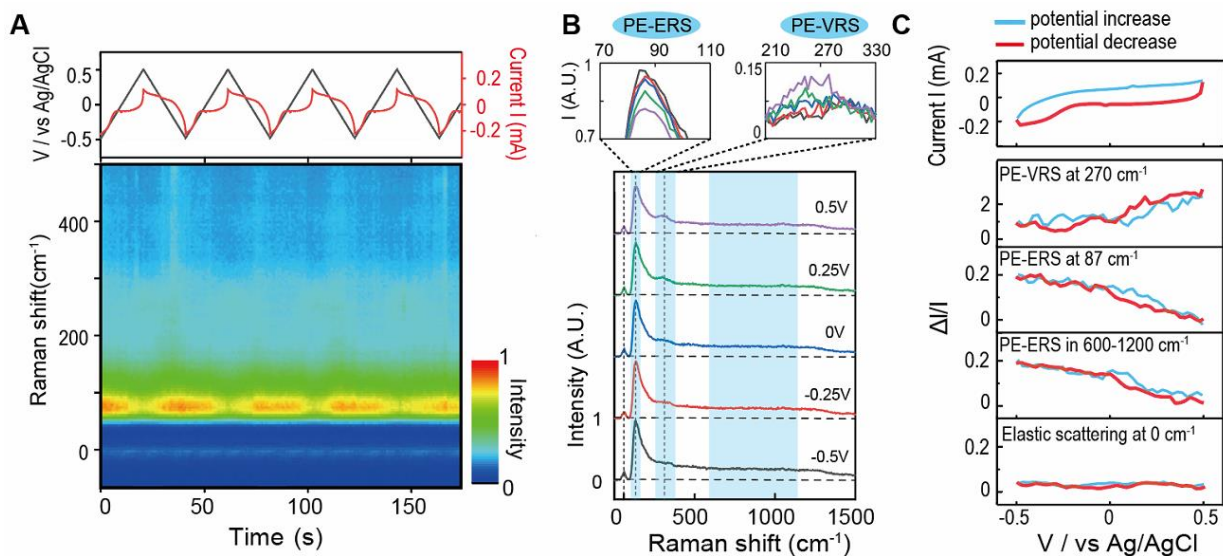 A
V / vs Ag/AgCl
0.5
0
-0.5
0.2
0
-0.2
Current I (mA)
Raman shift(cm⁻¹)
400
200
0
0
50
100
150
Time (s)
1
0
Intensity
B
PE-ERS
PE-VRS
70
90
110
210
270
330
I (A.U.)
1
0.7
0.15
0
0.5V
0.25V
0V
-0.25V
-0.5V
Intensity (A.U.)
1
0
0
500
1000
1500
Raman shift (cm⁻¹)
C
potential increase
potential decrease
Current I (mA)
0.2
0
-0.2
PE-VRS at 270 cm⁻¹
2
0
PE-ERS at 87 cm⁻¹
0.2
0
ΔI/I
PE-ERS in 600-1200 cm⁻¹
0.2
0
Elastic scattering at 0 cm⁻¹
0.2
0
-0.5
0
0.5
V / vs Ag/AgCl